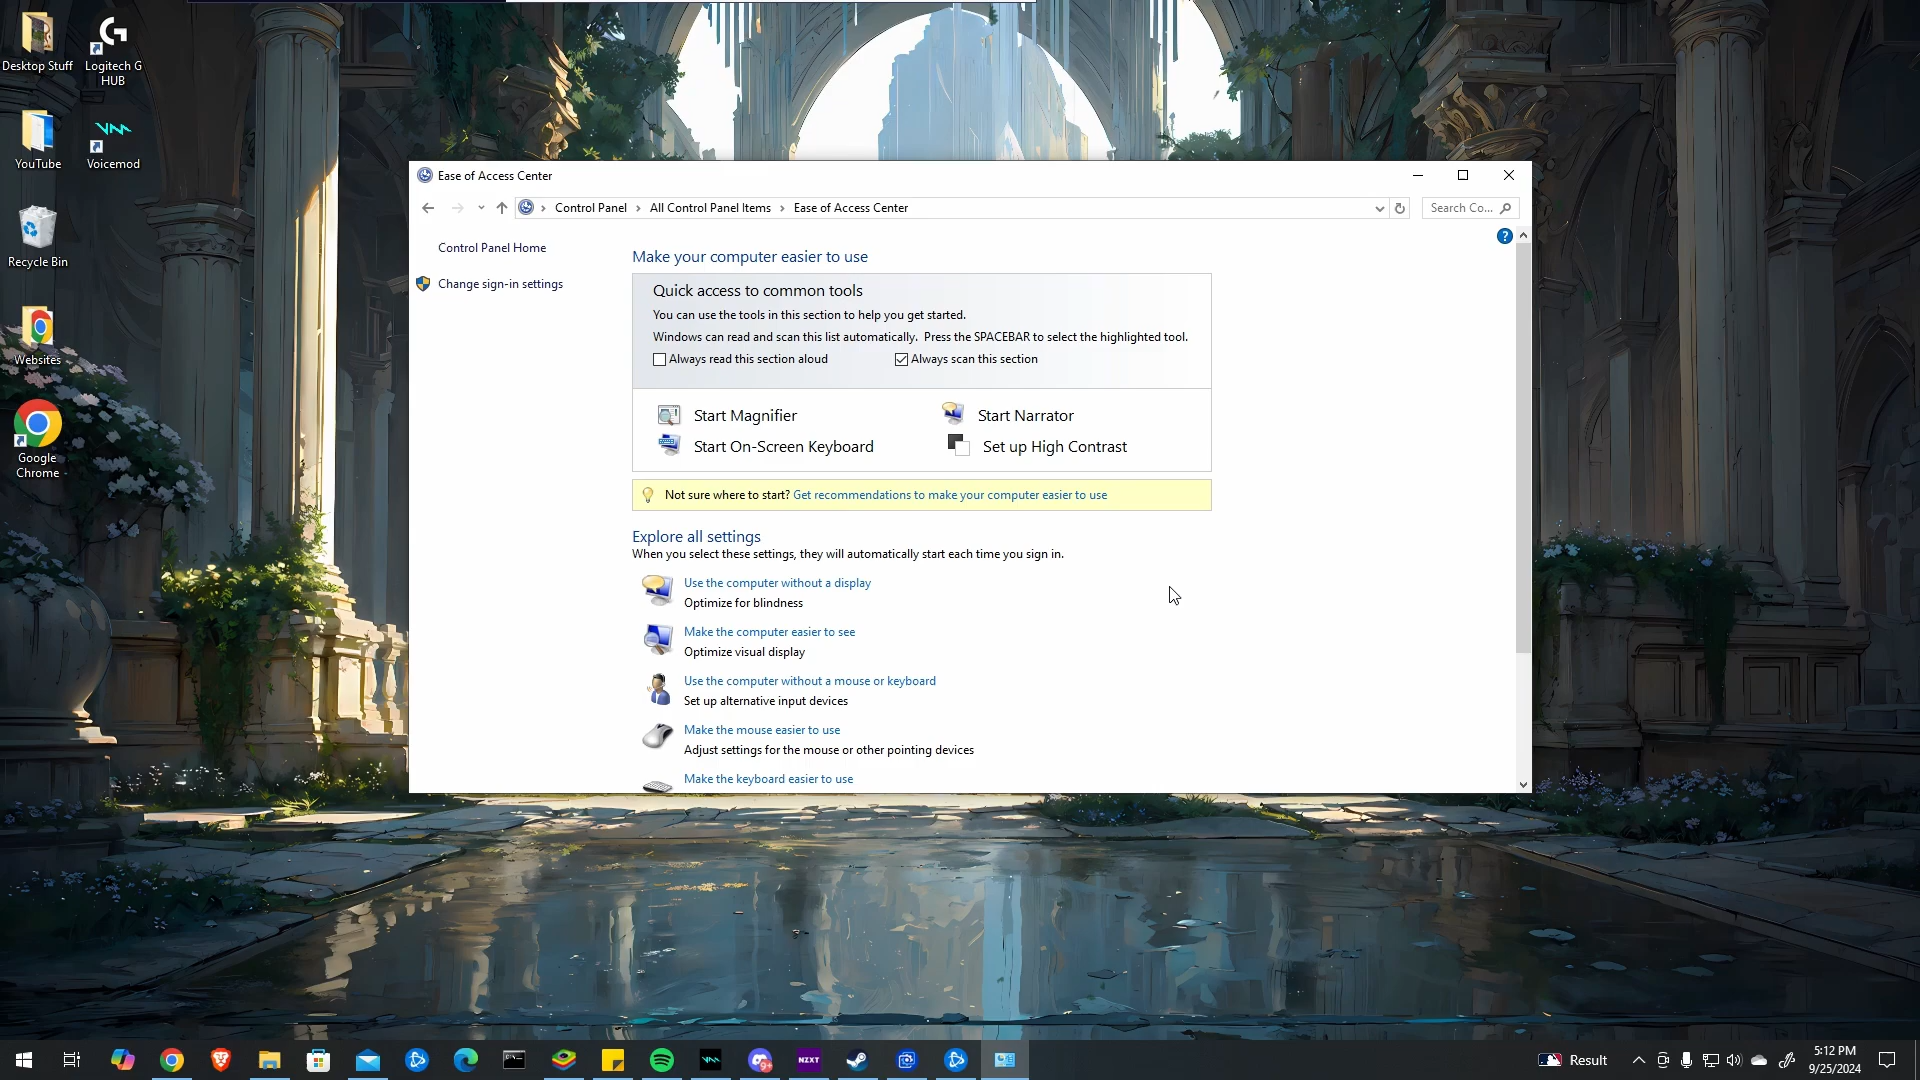 Desktop Stuff
Logitech G
HUB
YouTube
Voicemod
Recycle Bin
Websites
Google
Chrome
Ease of Access Center
Control Panel
All Control Panel Items
Ease of Access Center
Search Co...
Control Panel Home
Change sign-in settings
Make your computer easier to use
Quick access to common tools
You can use the tools in this section to help you get started.
Windows can read and scan this list automatically. Press the SPACEBAR to select the highlighted tool.
Always read this section aloud
Always scan this section
Start Magnifier
Start Narrator
Start On-Screen Keyboard
Set up High Contrast
Not sure where to start? Get recommendations to make your computer easier to use
Explore all settings
When you select these settings, they will automatically start each time you sign in.
Use the computer without a display
Optimize for blindness
Make the computer easier to see
Optimize visual display
Use the computer without a mouse or keyboard
Set up alternative input devices
Make the mouse easier to use
Adjust settings for the mouse or other pointing devices
Make the keyboard easier to use
NZXT
Result
5:12 PM
9/25/2024